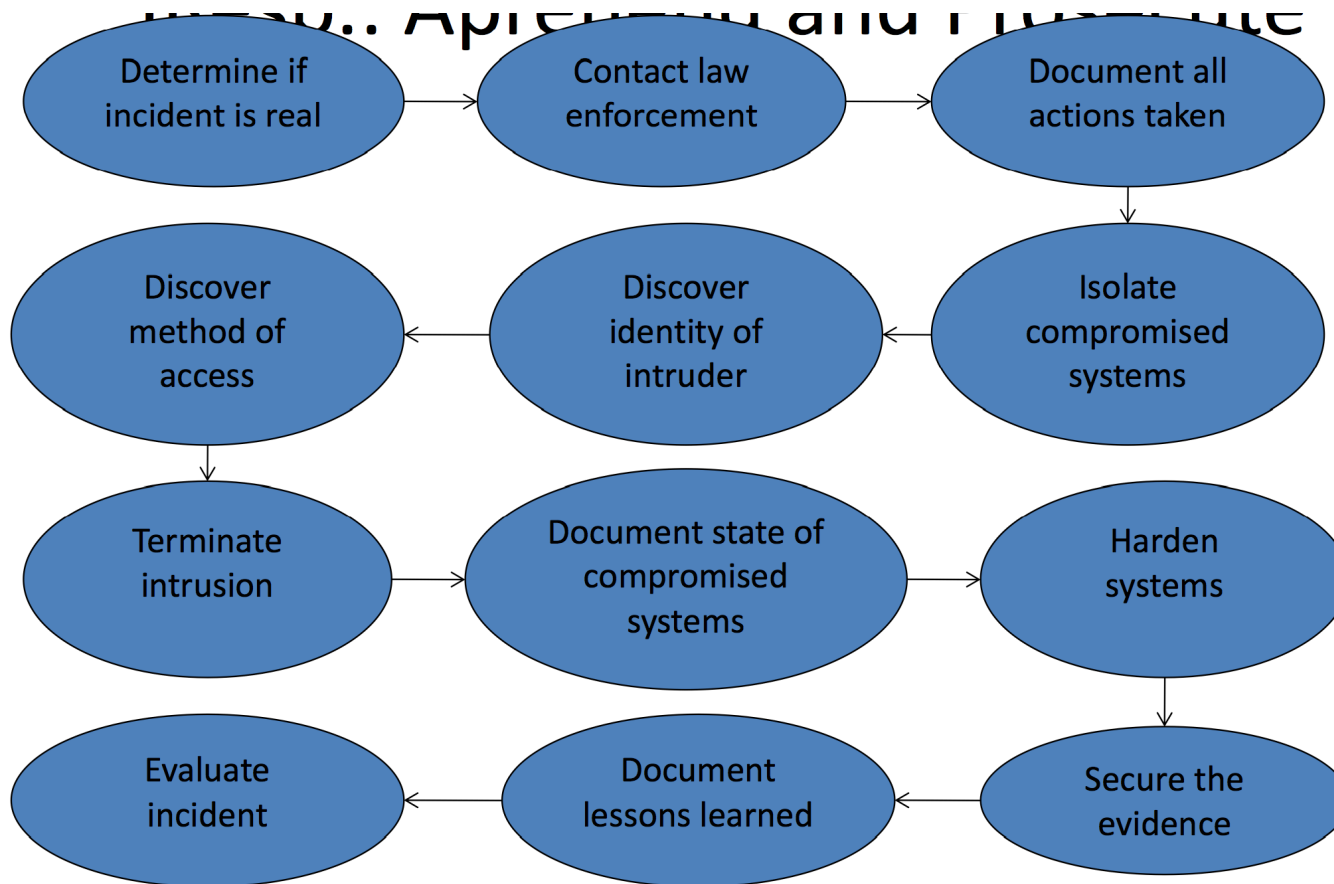 and
Determine if
incident is real
Contact law
enforcement
Document all
actions taken
Isolate
compromised
systems
Discover
identity of
intruder
Discover
method of
access
Terminate
intrusion
Document state of
compromised
systems
Harden
systems
Secure the
evidence
Document
lessons learned
Evaluate
incident